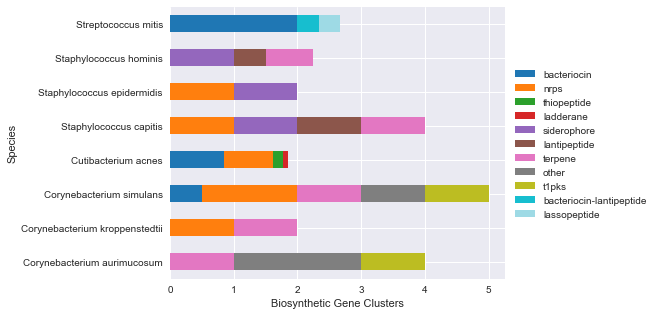 Species
Streptococcus mitis
Staphylococcus hominis
Staphylococcus epidermidis
Staphylococcus capitis
Cutibacterium acnes
Corynebacterium simulans
Corynebacterium kroppenstedtii
Corynebacterium aurimucosum
0 1 2 3 4 5
Biosynthetic Gene Clusters
bacteriocin
nrps
thiopeptide
ladderane
siderophore
lantipeptide
terpene
other
t1pks
bacteriocin-lantipeptide
lassopeptide